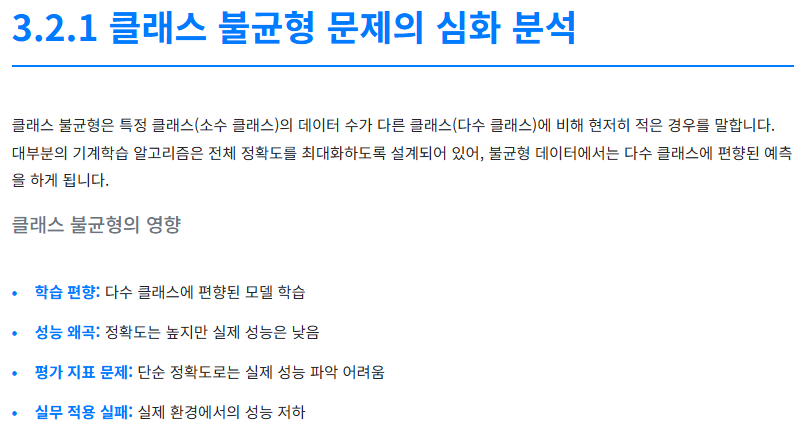 3.2.1 클래스 불균형 문제의 심화 분석
클래스 불균형은 특정 클래스(소수 클래스)의 데이터 수가 다른 클래스(다수 클래스)에 비해 현저히 적은 경우를 말합니다.
대부분의 기계학습 알고리즘은 전체 정확도를 최대화하도록 설계되어 있어, 불균형 데이터에서는 다수 클래스에 편향된 예측
을 하게 됩니다.
클래스 불균형의 영향
• 학습 편향: 다수 클래스에 편향된 모델 학습
• 성능 왜곡: 정확도는 높지만 실제 성능은 낮음
• 평가 지표 문제: 단순 정확도로는 실제 성능 파악 어려움
• 실무 적용 실패: 실제 환경에서의 성능 저하